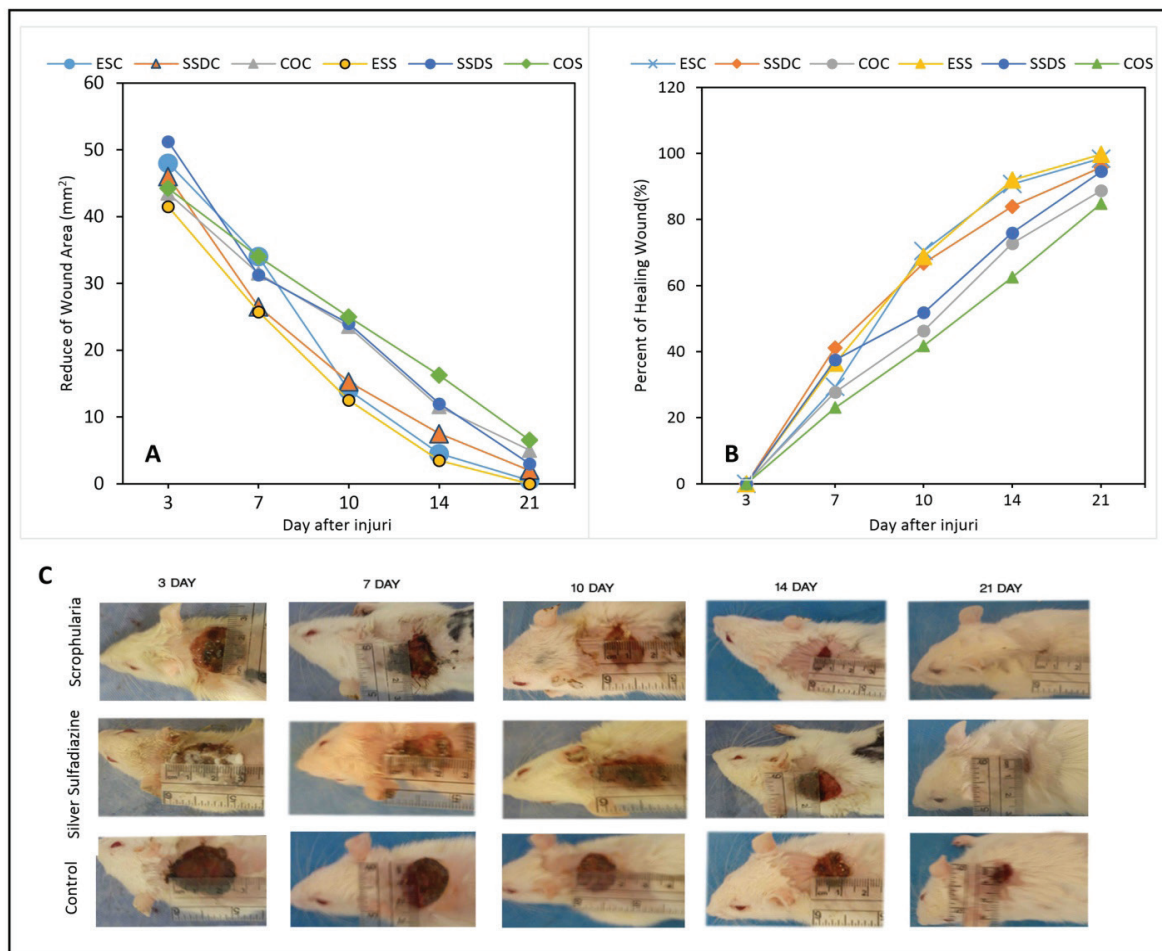 ESC SSDC COC ESS SSDS COS
60
50
40
30
20
10
0
Reduce of Wound Area (mm²)
A
3 7 10 14 21
Day after injuri
ESC SSDC COC ESS SSDS COS
120
100
80
60
40
20
0
Percent of Healing Wound(%)
B
3 7 10 14 21
Day after injuri
C
3 DAY 7 DAY 10 DAY 14 DAY 21 DAY
Scrophularia
Silver Sulfadiazine
Control